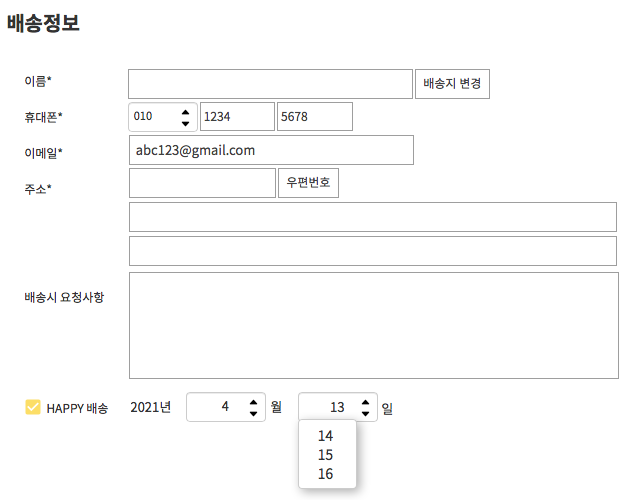 배송정보
이름* 배송지 변경
휴대폰* 010 1234 5678
이메일* abc123@gmail.com
주소* 우편번호
배송시 요청사항
HAPPY 배송 2021년 4 월 13 일
14
15
16